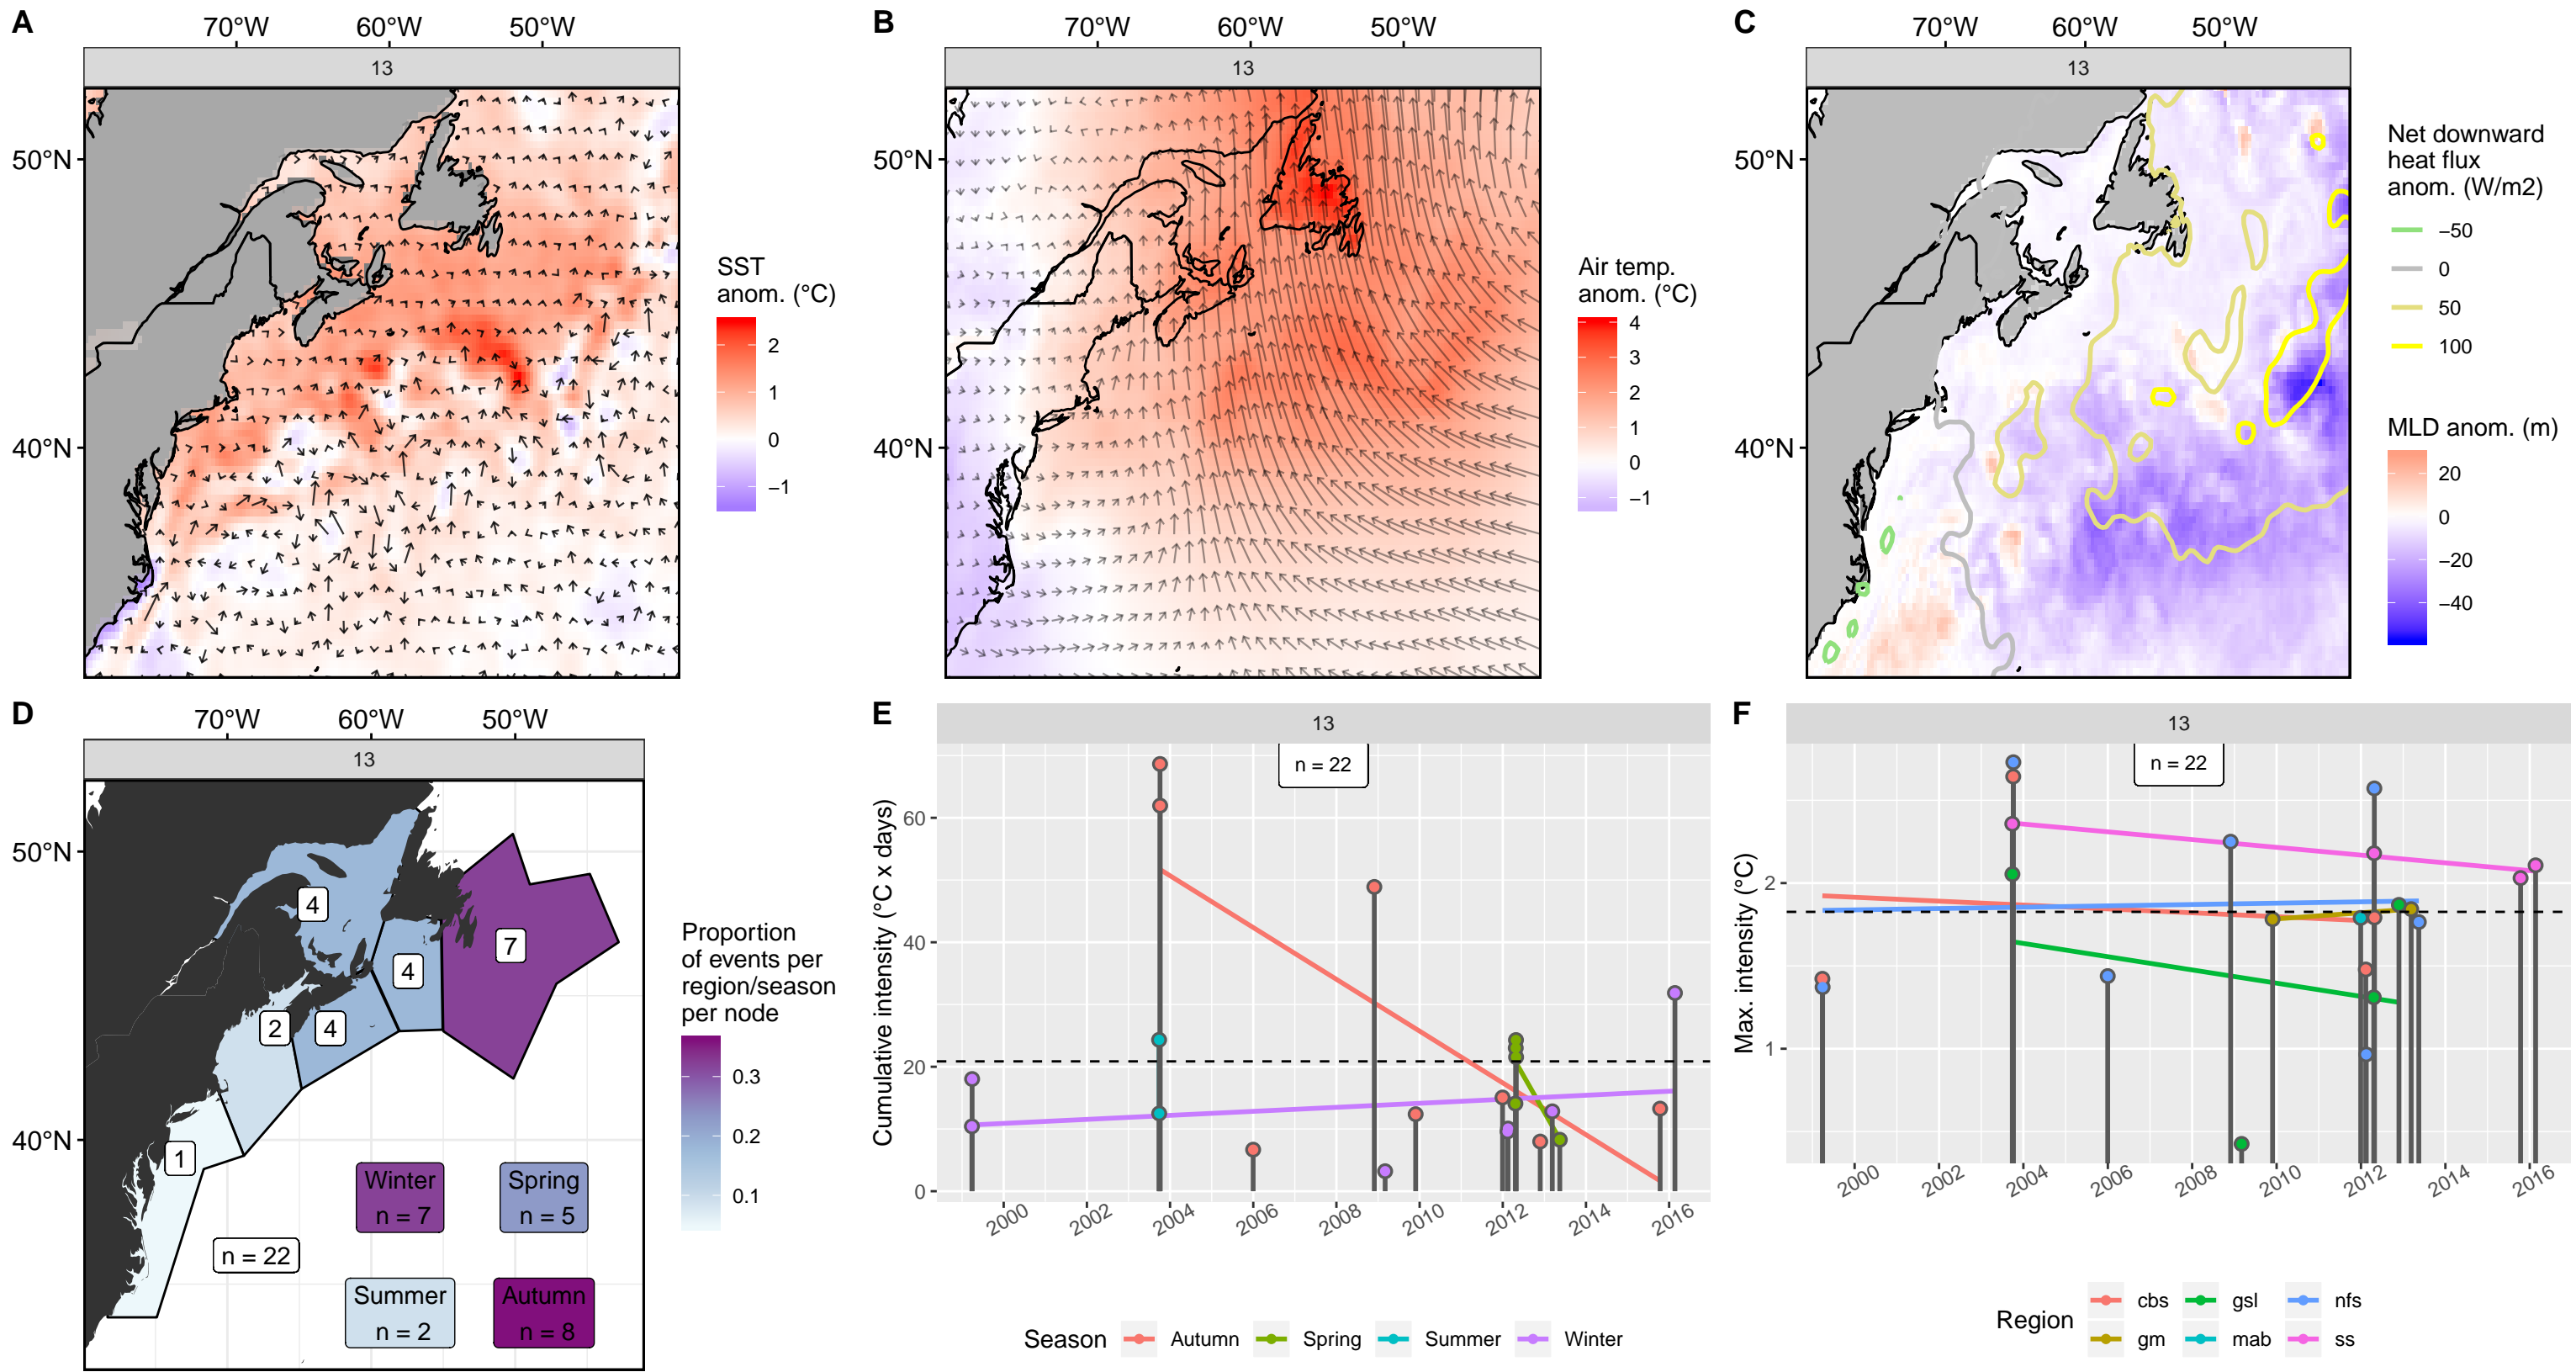 A
70°W 60°W 50°W
13
50°N
40°N
SST
anom. (°C)
2
1
0
−1
B
70°W 60°W 50°W
13
50°N
40°N
Air temp.
anom. (°C)
4
3
2
1
0
−1
C
70°W 60°W 50°W
13
50°N
40°N
Net downward
heat flux
anom. (W/m2)
−50
0
50
100
MLD anom. (m)
20
0
−20
−40
D
70°W 60°W 50°W
13
50°N
40°N
4
4
7
2
4
1
n = 22
Winter
n = 7
Spring
n = 5
Summer
n = 2
Autumn
n = 8
Proportion
of events per
region/season
per node
0.3
0.2
0.1
E
13
n = 22
Cumulative intensity (°C x days)
60
40
20
0
2000 2002 2004 2006 2008 2010 2012 2014 2016
Season Autumn Spring Summer Winter
F
13
n = 22
Max. intensity (°C)
2
1
2000 2002 2004 2006 2008 2010 2012 2014 2016
Region
cbs gsl nfs
gm mab ss